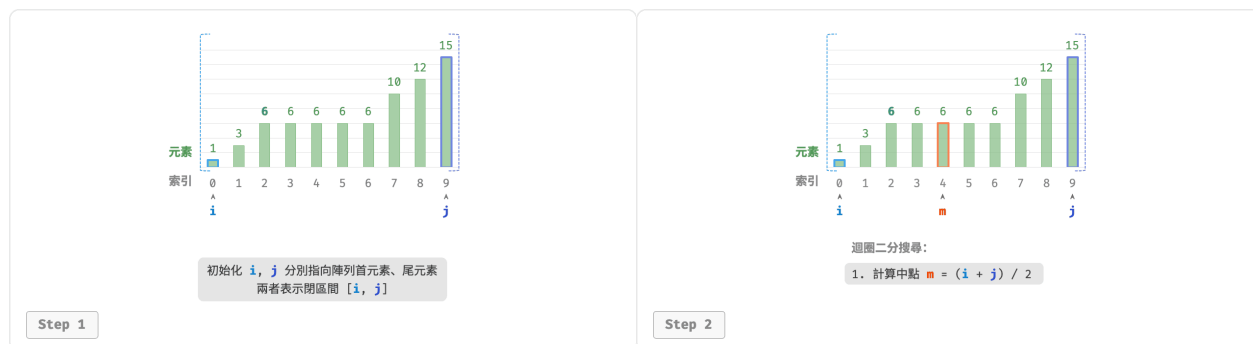 15
12
10
6 6 6 6 6
3
元素 1
索引 0 1 2 3 4 5 6 7 8 9
i j
初始化 i, j 分別指向陣列首元素、尾元素
兩者表示閉區間 [i, j]
Step 1
15
12
10
6 6 6 6 6
3
元素 1
索引 0 1 2 3 4 5 6 7 8 9
i m j
迴圈二分搜尋:
1. 計算中點 m = (i + j) / 2
Step 2